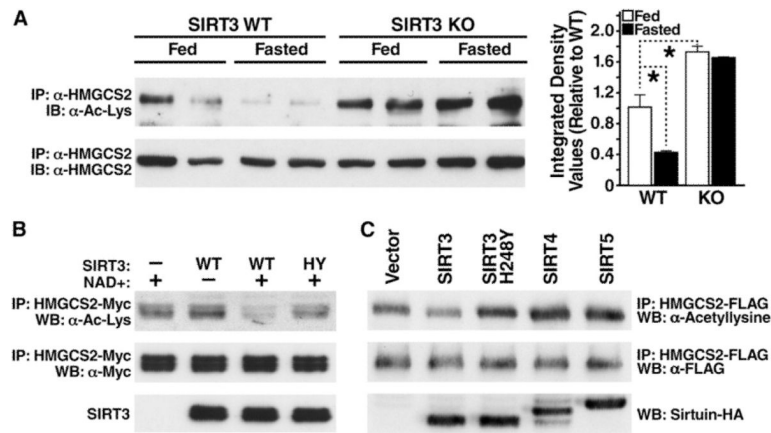 A
SIRT3 WT
SIRT3 KO
Fed
Fasted
Fed
Fasted
IP: α-HMGCS2
IB: α-Ac-Lys
IP: α-HMGCS2
IB: α-HMGCS2
Integrated Density
Values (Relative to WT)
2.0
1.6
1.2
0.8
0.4
0
Fed
Fasted
*
*
WT
KO
B
SIRT3: – WT WT HY
NAD+: + – + +
IP: HMGCS2-Myc
WB: α-Ac-Lys
IP: HMGCS2-Myc
WB: α-Myc
SIRT3
C
Vector
SIRT3
SIRT3
H248Y
SIRT4
SIRT5
IP: HMGCS2-FLAG
WB: α-Acetyllysine
IP: HMGCS2-FLAG
WB: α-FLAG
WB: Sirtuin-HA